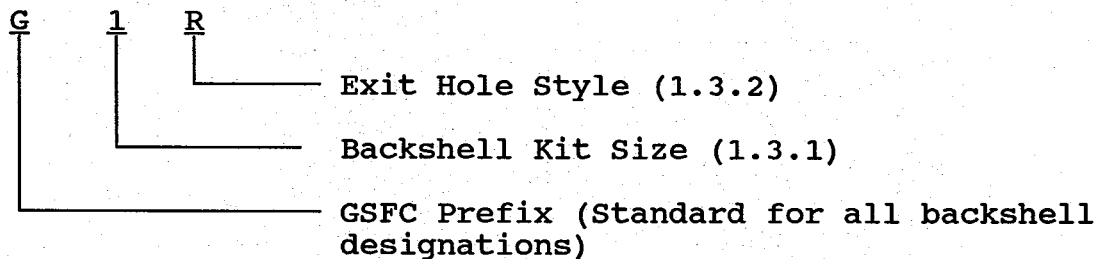 G 1 R
Exit Hole Style (1.3.2)
Backshell Kit Size (1.3.1)
GSFC Prefix (Standard for all backshell
designations)